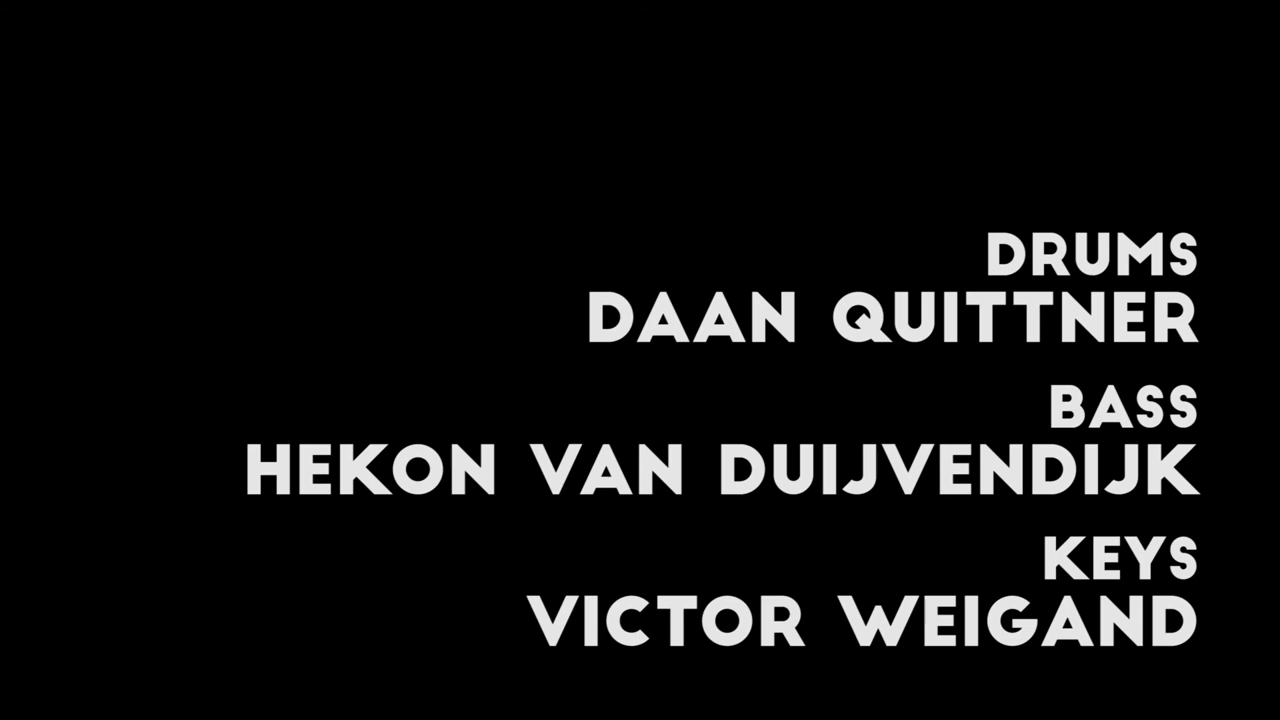 DRUMS
DAAN QUITTNER
BASS
HEKON VAN DUIJVENDIJK
KEYS
VICTOR WEIGAND